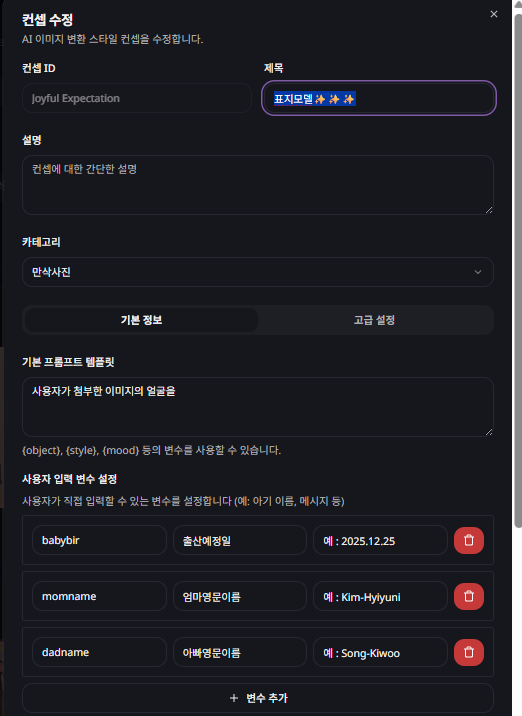 컨셉 수정
AI 이미지 변환 스타일 컨셉을 수정합니다.
컨셉 ID 제목
Joyful Expectation 표지모델✨✨✨
설명
컨셉에 대한 간단한 설명
카테고리
만삭사진
기본 정보 고급 설정
기본 프롬프트 템플릿
사용자가 첨부한 이미지의 얼굴을
{object}, {style}, {mood} 등의 변수를 사용할 수 있습니다.
사용자 입력 변수 설정
사용자가 직접 입력할 수 있는 변수를 설정합니다 (예: 아기 이름, 메시지 등)
babybir 출산예정일 예 : 2025.12.25
momname 엄마영문이름 예 : Kim-Hyiyuni
dadname 아빠영문이름 예 : Song-Kiwoo
+ 변수 추가